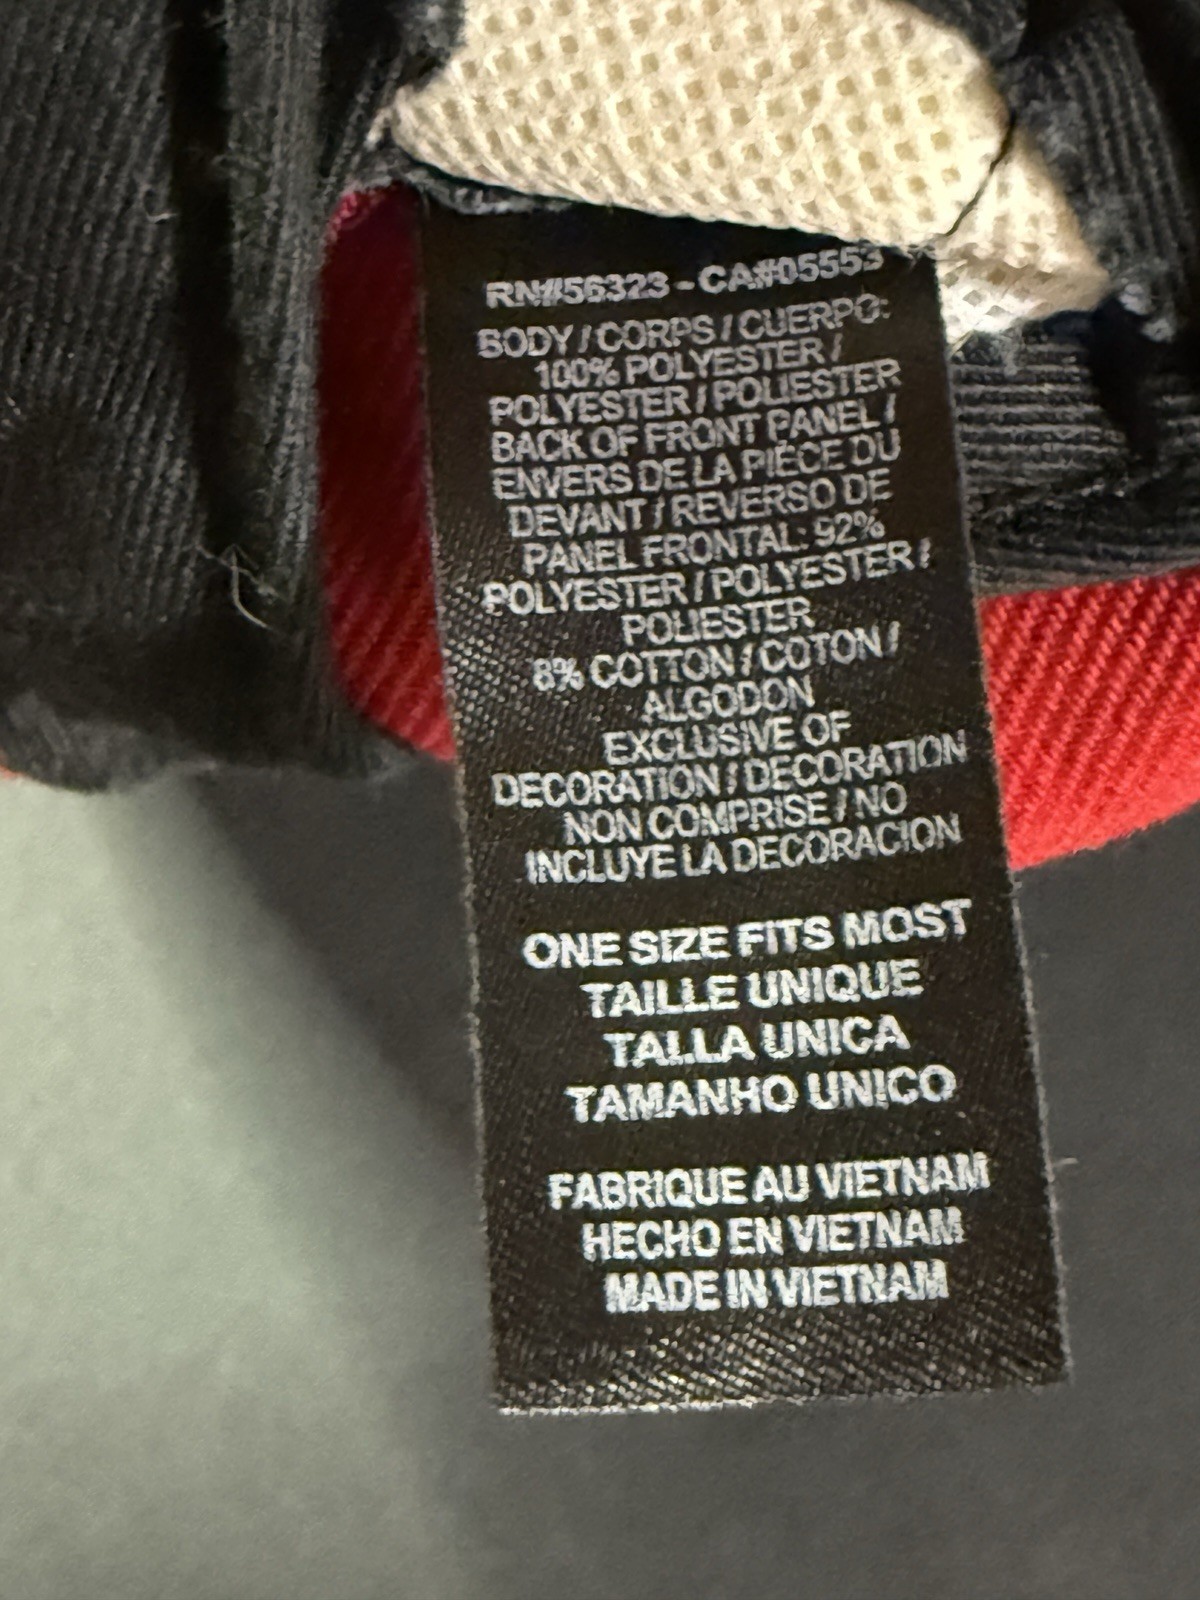 RN#56323 - CA#05553
BODY / CORPS / CUERPO:
100% POLYESTER /
POLYESTER / POLIESTER
BACK OF FRONT PANEL /
ENVERS DE LA PIÈCE DU
DEVANT / REVERSO DE
PANEL FRONTAL: 92%
POLYESTER / POLYESTER /
POLIESTER
8% COTTON / COTON /
ALGODON
EXCLUSIVE OF
DECORATION / DECORATION
NON COMPRISE / NO
INCLUYE LA DECORACION
ONE SIZE FITS MOST
TAILLE UNIQUE
TALLA UNICA
TAMANHO UNICO
FABRIQUE AU VIETNAM
HECHO EN VIETNAM
MADE IN VIETNAM